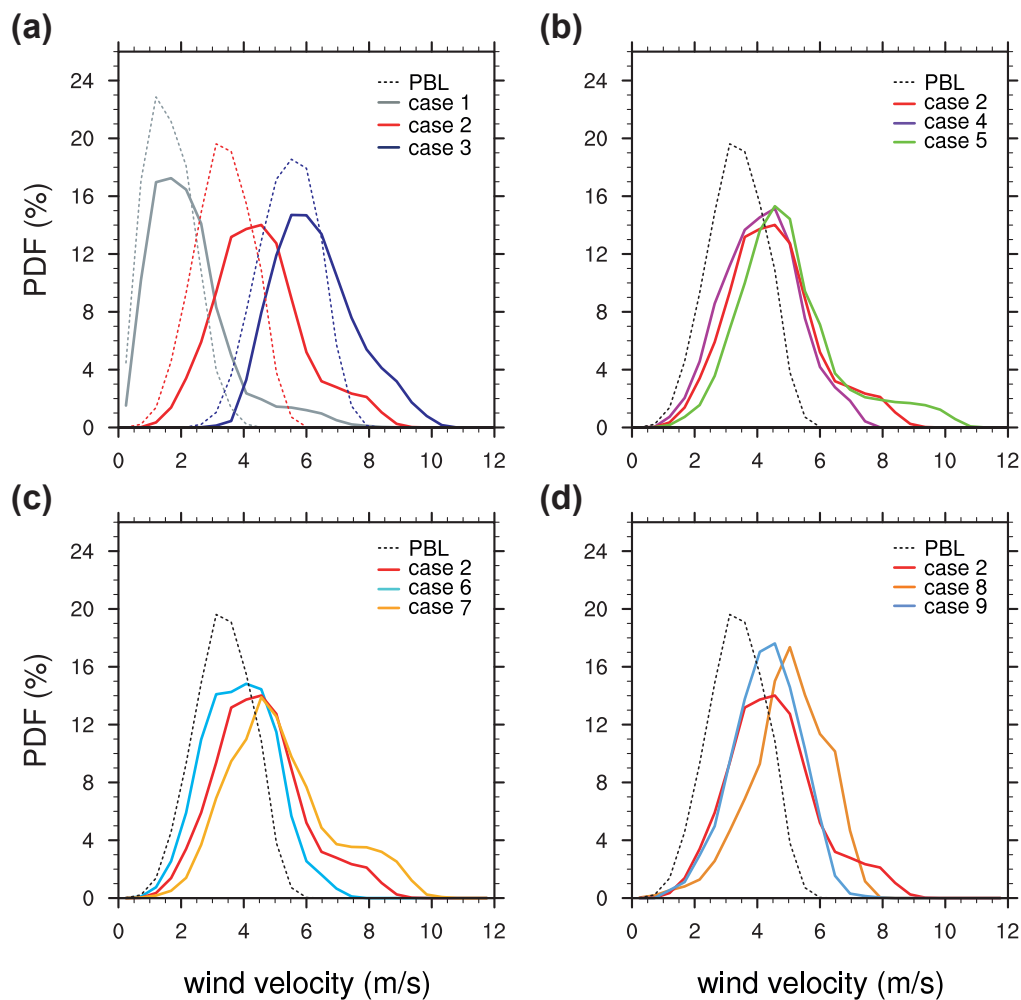 (a)
PDF (%)
24
20
16
12
8
4
0
0 2 4 6 8 10 12
PBL
case 1
case 2
case 3
(b)
24
20
16
12
8
4
0
0 2 4 6 8 10 12
PBL
case 2
case 4
case 5
(c)
PDF (%)
24
20
16
12
8
4
0
0 2 4 6 8 10 12
wind velocity (m/s)
PBL
case 2
case 6
case 7
(d)
24
20
16
12
8
4
0
0 2 4 6 8 10 12
wind velocity (m/s)
PBL
case 2
case 8
case 9